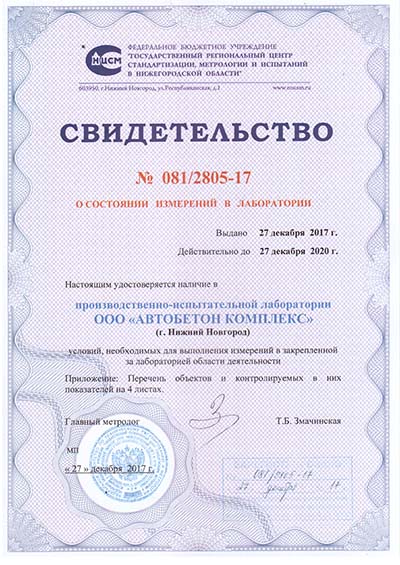 НЦСМ
ФЕДЕРАЛЬНОЕ БЮДЖЕТНОЕ УЧРЕЖДЕНИЕ
"ГОСУДАРСТВЕННЫЙ РЕГИОНАЛЬНЫЙ ЦЕНТР
СТАНДАРТИЗАЦИИ, МЕТРОЛОГИИ И ИСПЫТАНИЙ
В НИЖЕГОРОДСКОЙ ОБЛАСТИ"
603950, г.Нижний Новгород, ул.Республиканская, д.1 www.nncsm.ru
СВИДЕТЕЛЬСТВО
№ 081/2805-17
О СОСТОЯНИИ ИЗМЕРЕНИЙ В ЛАБОРАТОРИИ
Выдано 27 декабря 2017 г.
Действительно до 27 декабря 2020 г.
Настоящим удостоверяется наличие в
производственно-испытательной лаборатории
ООО «АВТОБЕТОН КОМПЛЕКС»
(г. Нижний Новгород)
условий, необходимых для выполнения измерений в закрепленной
за лабораторией области деятельности
Приложение: Перечень объектов и контролируемых в них
показателей на 4 листах.
Главный метролог Т.Б. Змачинская
МП
« 27 » декабря 2017 г.
27 декабря 17